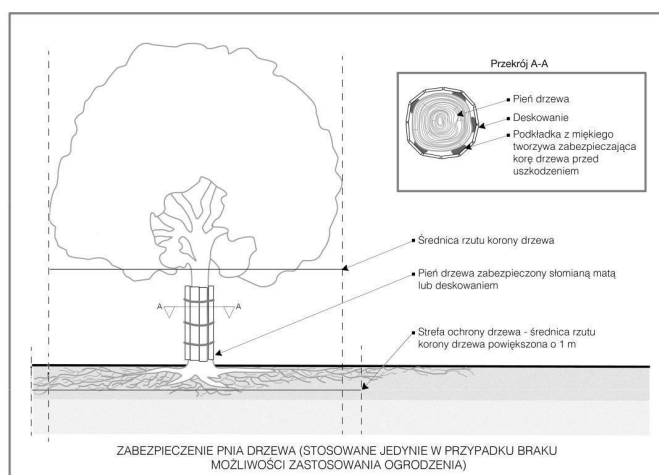 Przekrój A-A
Pień drzewa
Deskowanie
Podkładka z miękiego
tworzywa zabezpieczająca
korę drzewa przed
uszkodzeniem
Średnica rzutu korony drzewa
Pień drzewa zabezpieczony słomianą matą
lub deskowaniem
A A
Strefa ochrony drzewa - średnica rzutu
korony drzewa powiększona o 1 m
ZABEZPIECZENIE PNIA DRZEWA (STOSOWANE JEDYNIE W PRZYPADKU BRAKU
MOŻLIWOŚCI ZASTOSOWANIA OGRODZENIA)